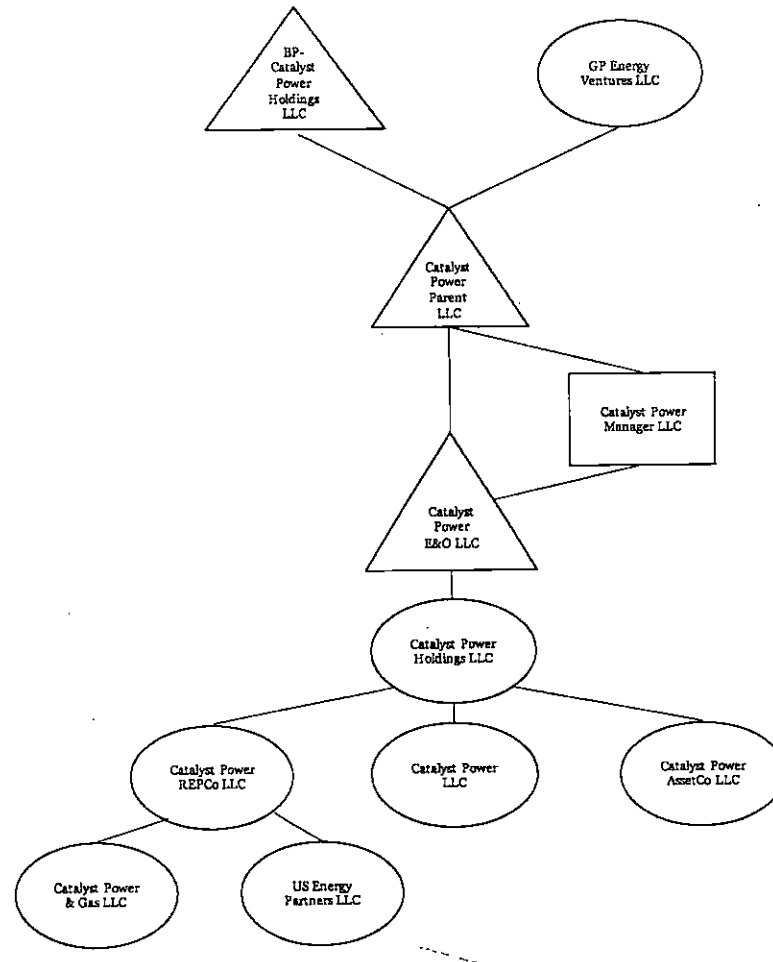 BP-
Catalyst
Power
Holdings
LLC
GP Energy
Ventures LLC
Catalyst
Power
Parent
LLC
Catalyst Power
Manager LLC
Catalyst
Power
E&O LLC
Catalyst Power
Holdings LLC
Catalyst Power
REPCo LLC
Catalyst Power
LLC
Catalyst Power
AssetCo LLC
Catalyst Power
& Gas LLC
US Energy
Partners LLC